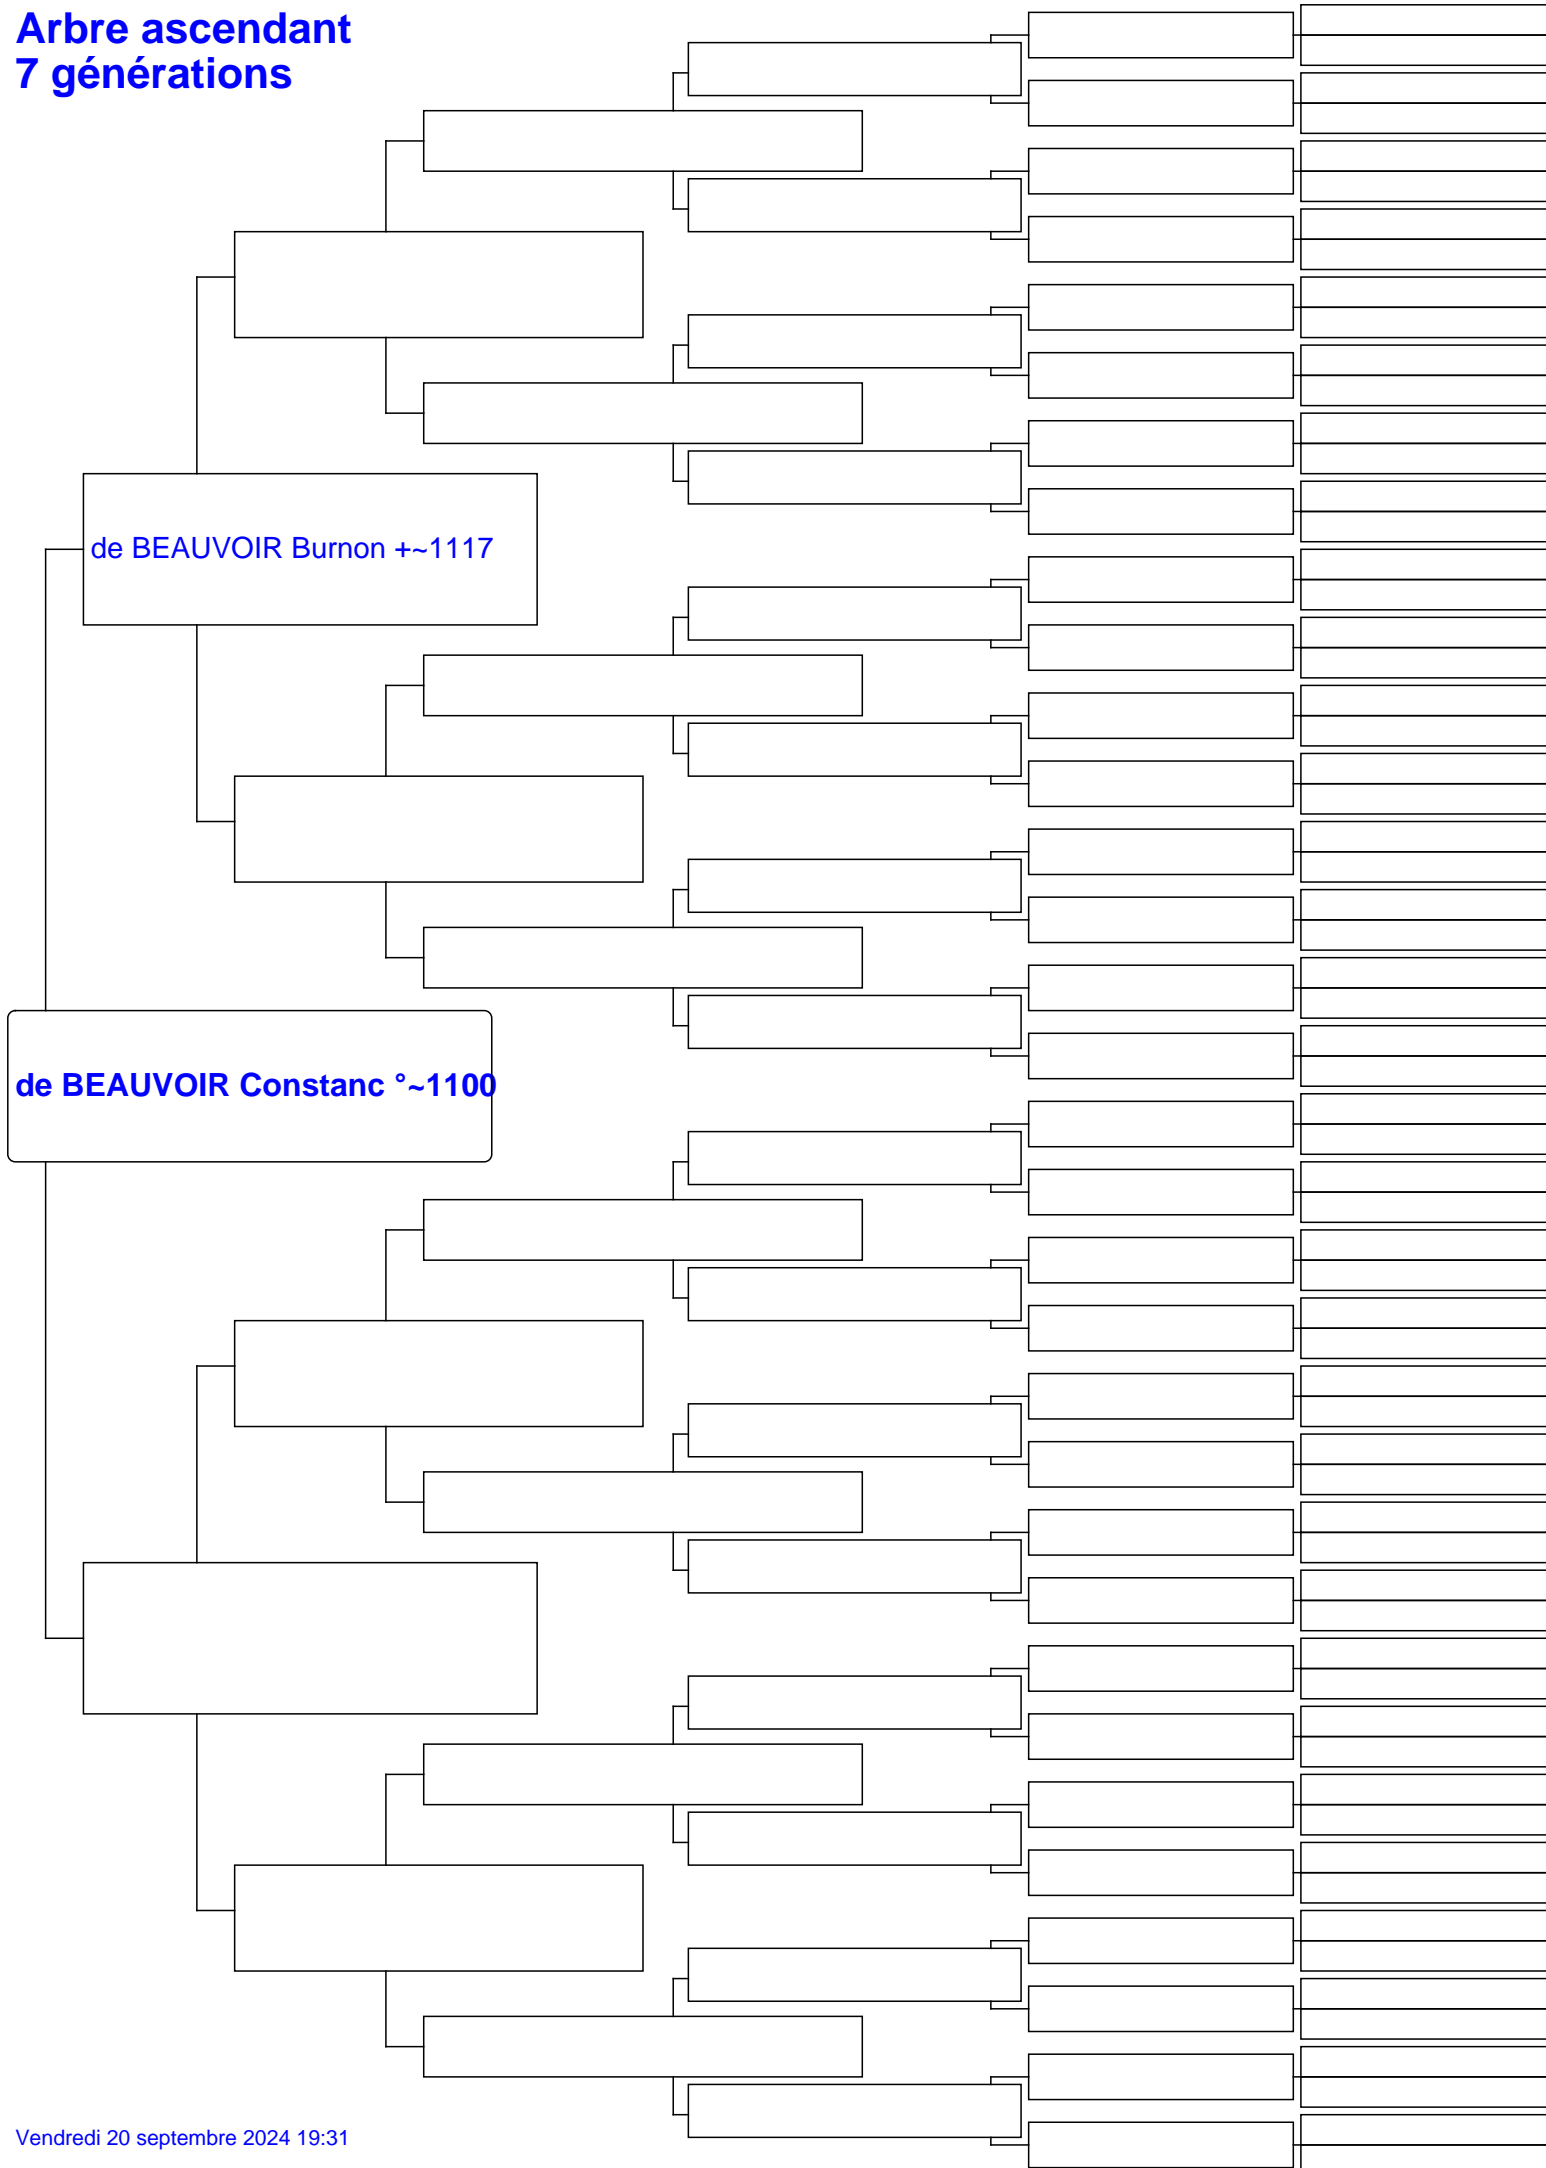 Arbre ascendant
7 générations
de BEAUVOIR Burnon +~1117
de BEAUVOIR Constanc °~1100
Vendredi 20 septembre 2024 19:31